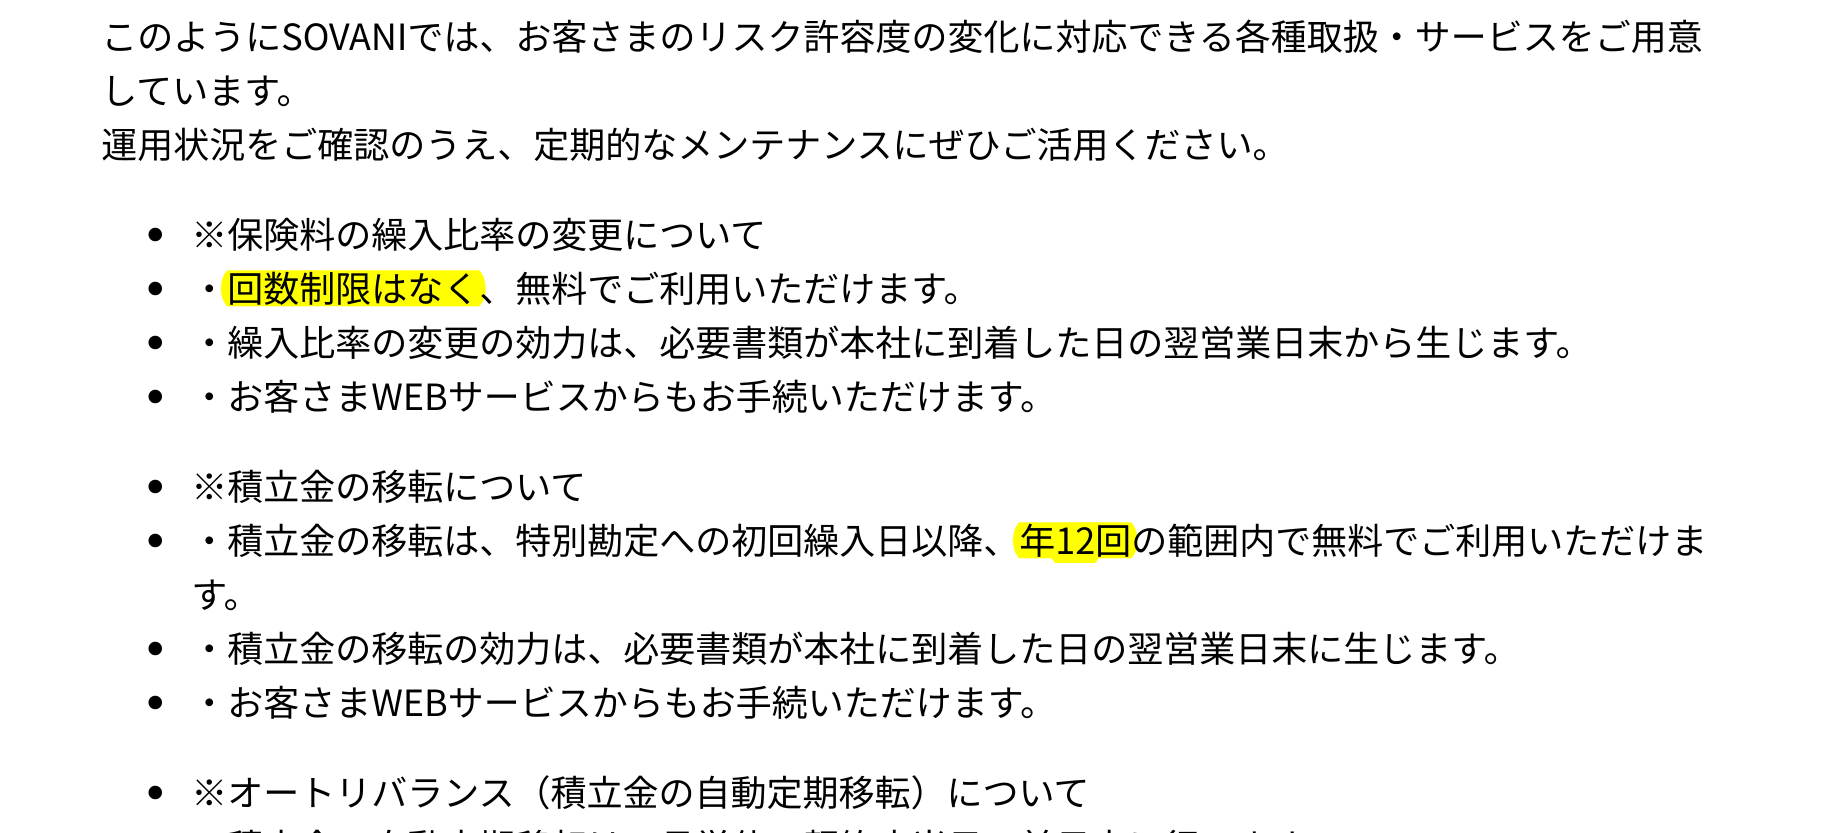 このようにSOVANIでは、お客さまのリスク許容度の変化に対応できる各種取扱・サービスをご用意
しています。
運用状況をご確認のうえ、定期的なメンテナンスにぜひご活用ください。
● ※保険料の繰入比率の変更について
● ・回数制限はなく、無料でご利用いただけます。
● ・繰入比率の変更の効力は、必要書類が本社に到着した日の翌営業日末から生じます。
● ・お客さまWEBサービスからもお手続いただけます。
● ※積立金の移転について
● ・積立金の移転は、特別勘定への初回繰入日以降、年12回の範囲内で無料でご利用いただけま
す。
● ・積立金の移転の効力は、必要書類が本社に到着した日の翌営業日末に生じます。
● ・お客さまWEBサービスからもお手続いただけます。
● ※オートリバランス（積立金の自動定期移転）について